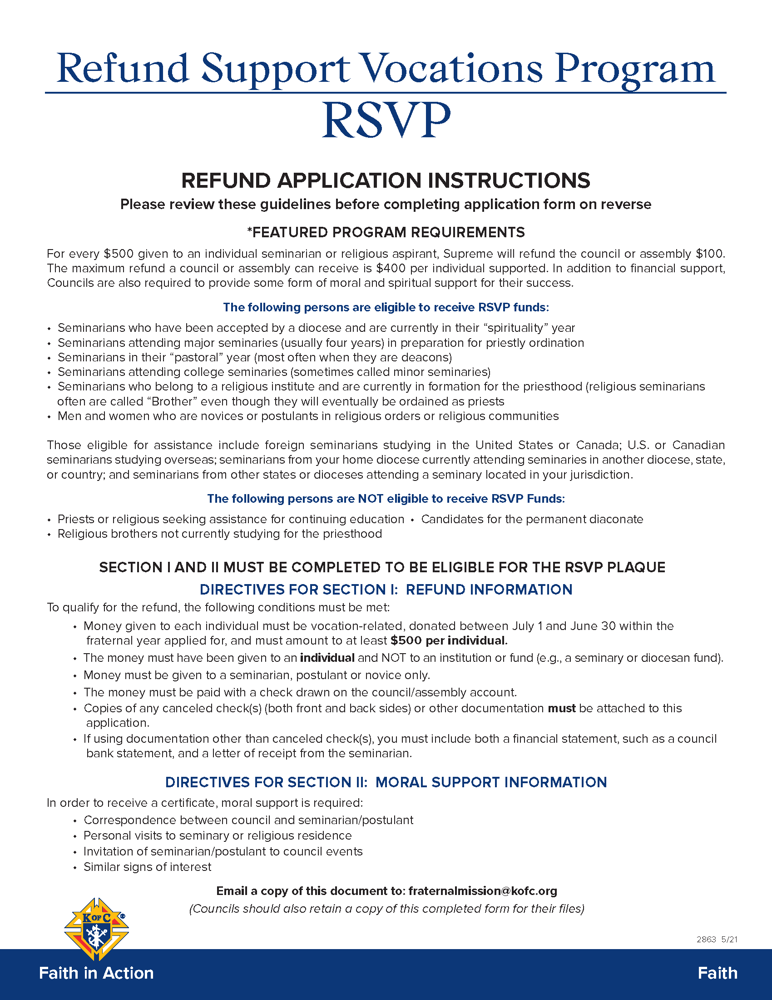 Refund Support Vocations Program
RSVP
REFUND APPLICATION INSTRUCTIONS
Please review these guidelines before completing application form on reverse
*FEATURED PROGRAM REQUIREMENTS
For every $500 given to an individual seminarian or religious aspirant, Supreme will refund the council or assembly $100.
The maximum refund a council or assembly can receive is $400 per individual supported. In addition to financial support,
Councils are also required to provide some form of moral and spiritual support for their success.
The following persons are eligible to receive RSVP funds:
• Seminarians who have been accepted by a diocese and are currently in their “spirituality” year
• Seminarians attending major seminaries (usually four years) in preparation for priestly ordination
• Seminarians in their “pastoral” year (most often when they are deacons)
• Seminarians attending college seminaries (sometimes called minor seminaries)
• Seminarians who belong to a religious institute and are currently in formation for the priesthood (religious seminarians
often are called “Brother” even though they will eventually be ordained as priests
• Men and women who are novices or postulants in religious orders or religious communities
Those eligible for assistance include foreign seminarians studying in the United States or Canada; U.S. or Canadian
seminarians studying overseas; seminarians from your home diocese currently attending seminaries in another diocese, state,
or country; and seminarians from other states or dioceses attending a seminary located in your jurisdiction.
The following persons are NOT eligible to receive RSVP Funds:
• Priests or religious seeking assistance for continuing education • Candidates for the permanent diaconate
• Religious brothers not currently studying for the priesthood
SECTION I AND II MUST BE COMPLETED TO BE ELIGIBLE FOR THE RSVP PLAQUE
DIRECTIVES FOR SECTION I: REFUND INFORMATION
To qualify for the refund, the following conditions must be met:
• Money given to each individual must be vocation-related, donated between July 1 and June 30 within the
fraternal year applied for, and must amount to at least $500 per individual.
• The money must have been given to an individual and NOT to an institution or fund (e.g., a seminary or diocesan fund).
• Money must be given to a seminarian, postulant or novice only.
• The money must be paid with a check drawn on the council/assembly account.
• Copies of any canceled check(s) (both front and back sides) or other documentation must be attached to this
application.
• If using documentation other than canceled check(s), you must include both a financial statement, such as a council
bank statement, and a letter of receipt from the seminarian.
DIRECTIVES FOR SECTION II: MORAL SUPPORT INFORMATION
In order to receive a certificate, moral support is required:
• Correspondence between council and seminarian/postulant
• Personal visits to seminary or religious residence
• Invitation of seminarian/postulant to council events
• Similar signs of interest
Email a copy of this document to: fraternalmission@kofc.org
(Councils should also retain a copy of this completed form for their files)
K OF C ®
2863 5/21
Faith in Action
Faith